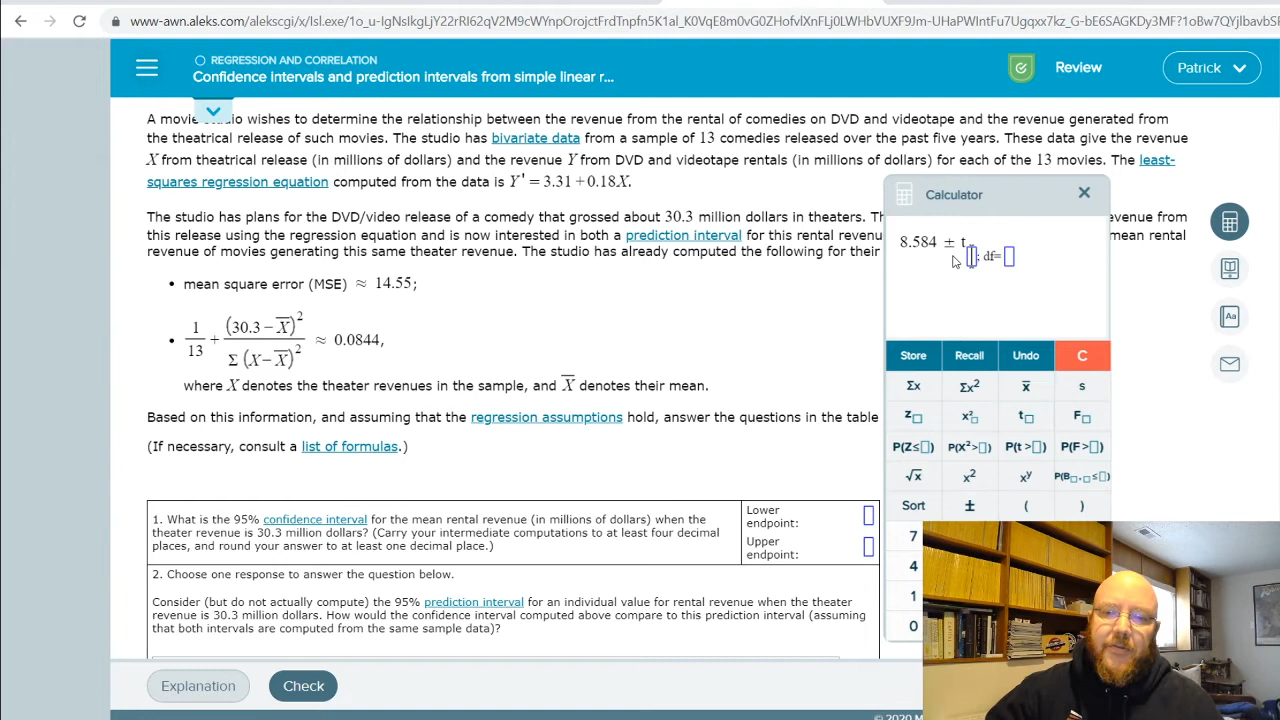 www-awn.aleks.com/alekscgi/x/Isl.exe/1o_u-IgNsIkgLjY22rRI62qV2M9cWYnpOrojctFrdTnpfn5K1al_K0VqE8m0vG0ZHofvlXnrLj0LWHbVUXF9Jm-UHaPWIntFu7Ugqxx7kz_G-bE6SAGKDy3MF?1oBw7QYjlbavbS
REGRESSION AND CORRELATION
Confidence intervals and prediction intervals from simple linear r...
Review
Patrick
A movie studio wishes to determine the relationship between the revenue from the rental of comedies on DVD and videotape and the revenue generated from
the theatrical release of such movies. The studio has bivariate data from a sample of 13 comedies released over the past five years. These data give the revenue
X from theatrical release (in millions of dollars) and the revenue Y from DVD and videotape rentals (in millions of dollars) for each of the 13 movies. The least-
squares regression equation computed from the data is Y' = 3.31 + 0.18X.
The studio has plans for the DVD/video release of a comedy that grossed about 30.3 million dollars in theaters. Th
evenue from
this release using the regression equation and is now interested in both a prediction interval for this rental revenu
mean rental
revenue of movies generating this same theater revenue. The studio has already computed the following for their
• mean square error (MSE) ≈ 14.55;
• 1/13 + (30.3 − X̄)² / Σ (X − X̄)² ≈ 0.0844,
where X denotes the theater revenues in the sample, and X̄ denotes their mean.
Based on this information, and assuming that the regression assumptions hold, answer the questions in the table
(If necessary, consult a list of formulas.)
1. What is the 95% confidence interval for the mean rental revenue (in millions of dollars) when the
theater revenue is 30.3 million dollars? (Carry your intermediate computations to at least four decimal
places, and round your answer to at least one decimal place.)
Lower
endpoint:
Upper
endpoint:
2. Choose one response to answer the question below.
Consider (but do not actually compute) the 95% prediction interval for an individual value for rental revenue when the theater
revenue is 30.3 million dollars. How would the confidence interval computed above compare to this prediction interval (assuming
that both intervals are computed from the same sample data)?
Explanation
Check
Calculator
8.584 ± t
; df=
Store Recall Undo C
Σx Σx² x̄ s
Z□ χ²□ t□ F□
P(Z≤□) P(X²>□) P(t >□) P(F >□)
√x x² xʸ P(B□,□≤□)
Sort ± ( )
7
4
1
0
Aa
© 2020 M